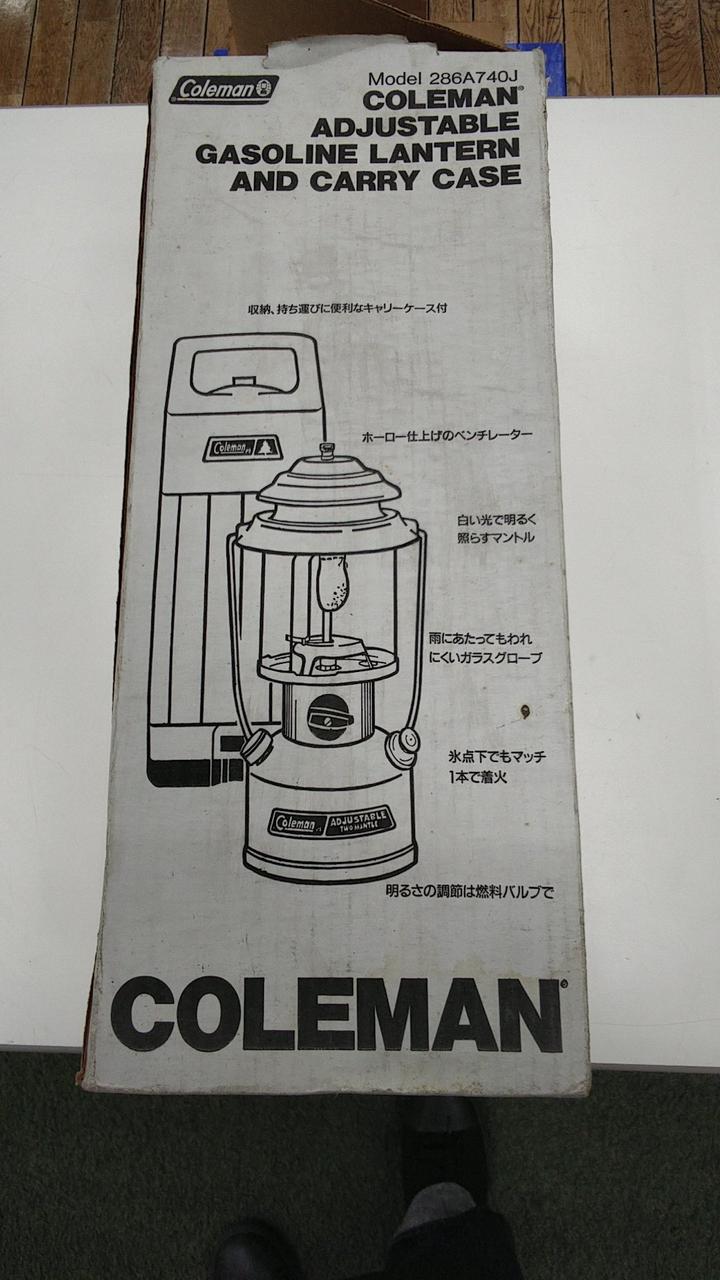 Coleman
Model 286A740J
COLEMAN®
ADJUSTABLE
GASOLINE LANTERN
AND CARRY CASE
収納、持ち運びに便利なキャリーケース付
ホーロー仕上げのベンチレーター
Coleman
白い光で明るく
照らすマントル
雨にあたってもわれ
にくいガラスグローブ
氷点下でもマッチ
1本で着火
Coleman ADJUSTABLE
TWO MANTLE
明るさの調節は燃料バルブで
COLEMAN®